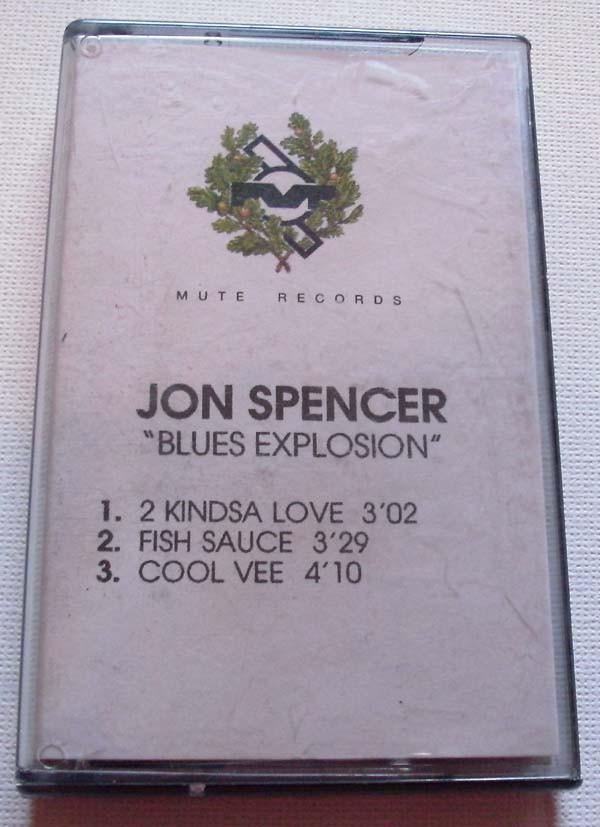 MUTE RECORDS
JON SPENCER
"BLUES EXPLOSION"
1. 2 KINDSA LOVE 3'02
2. FISH SAUCE 3'29
3. COOL VEE 4'10